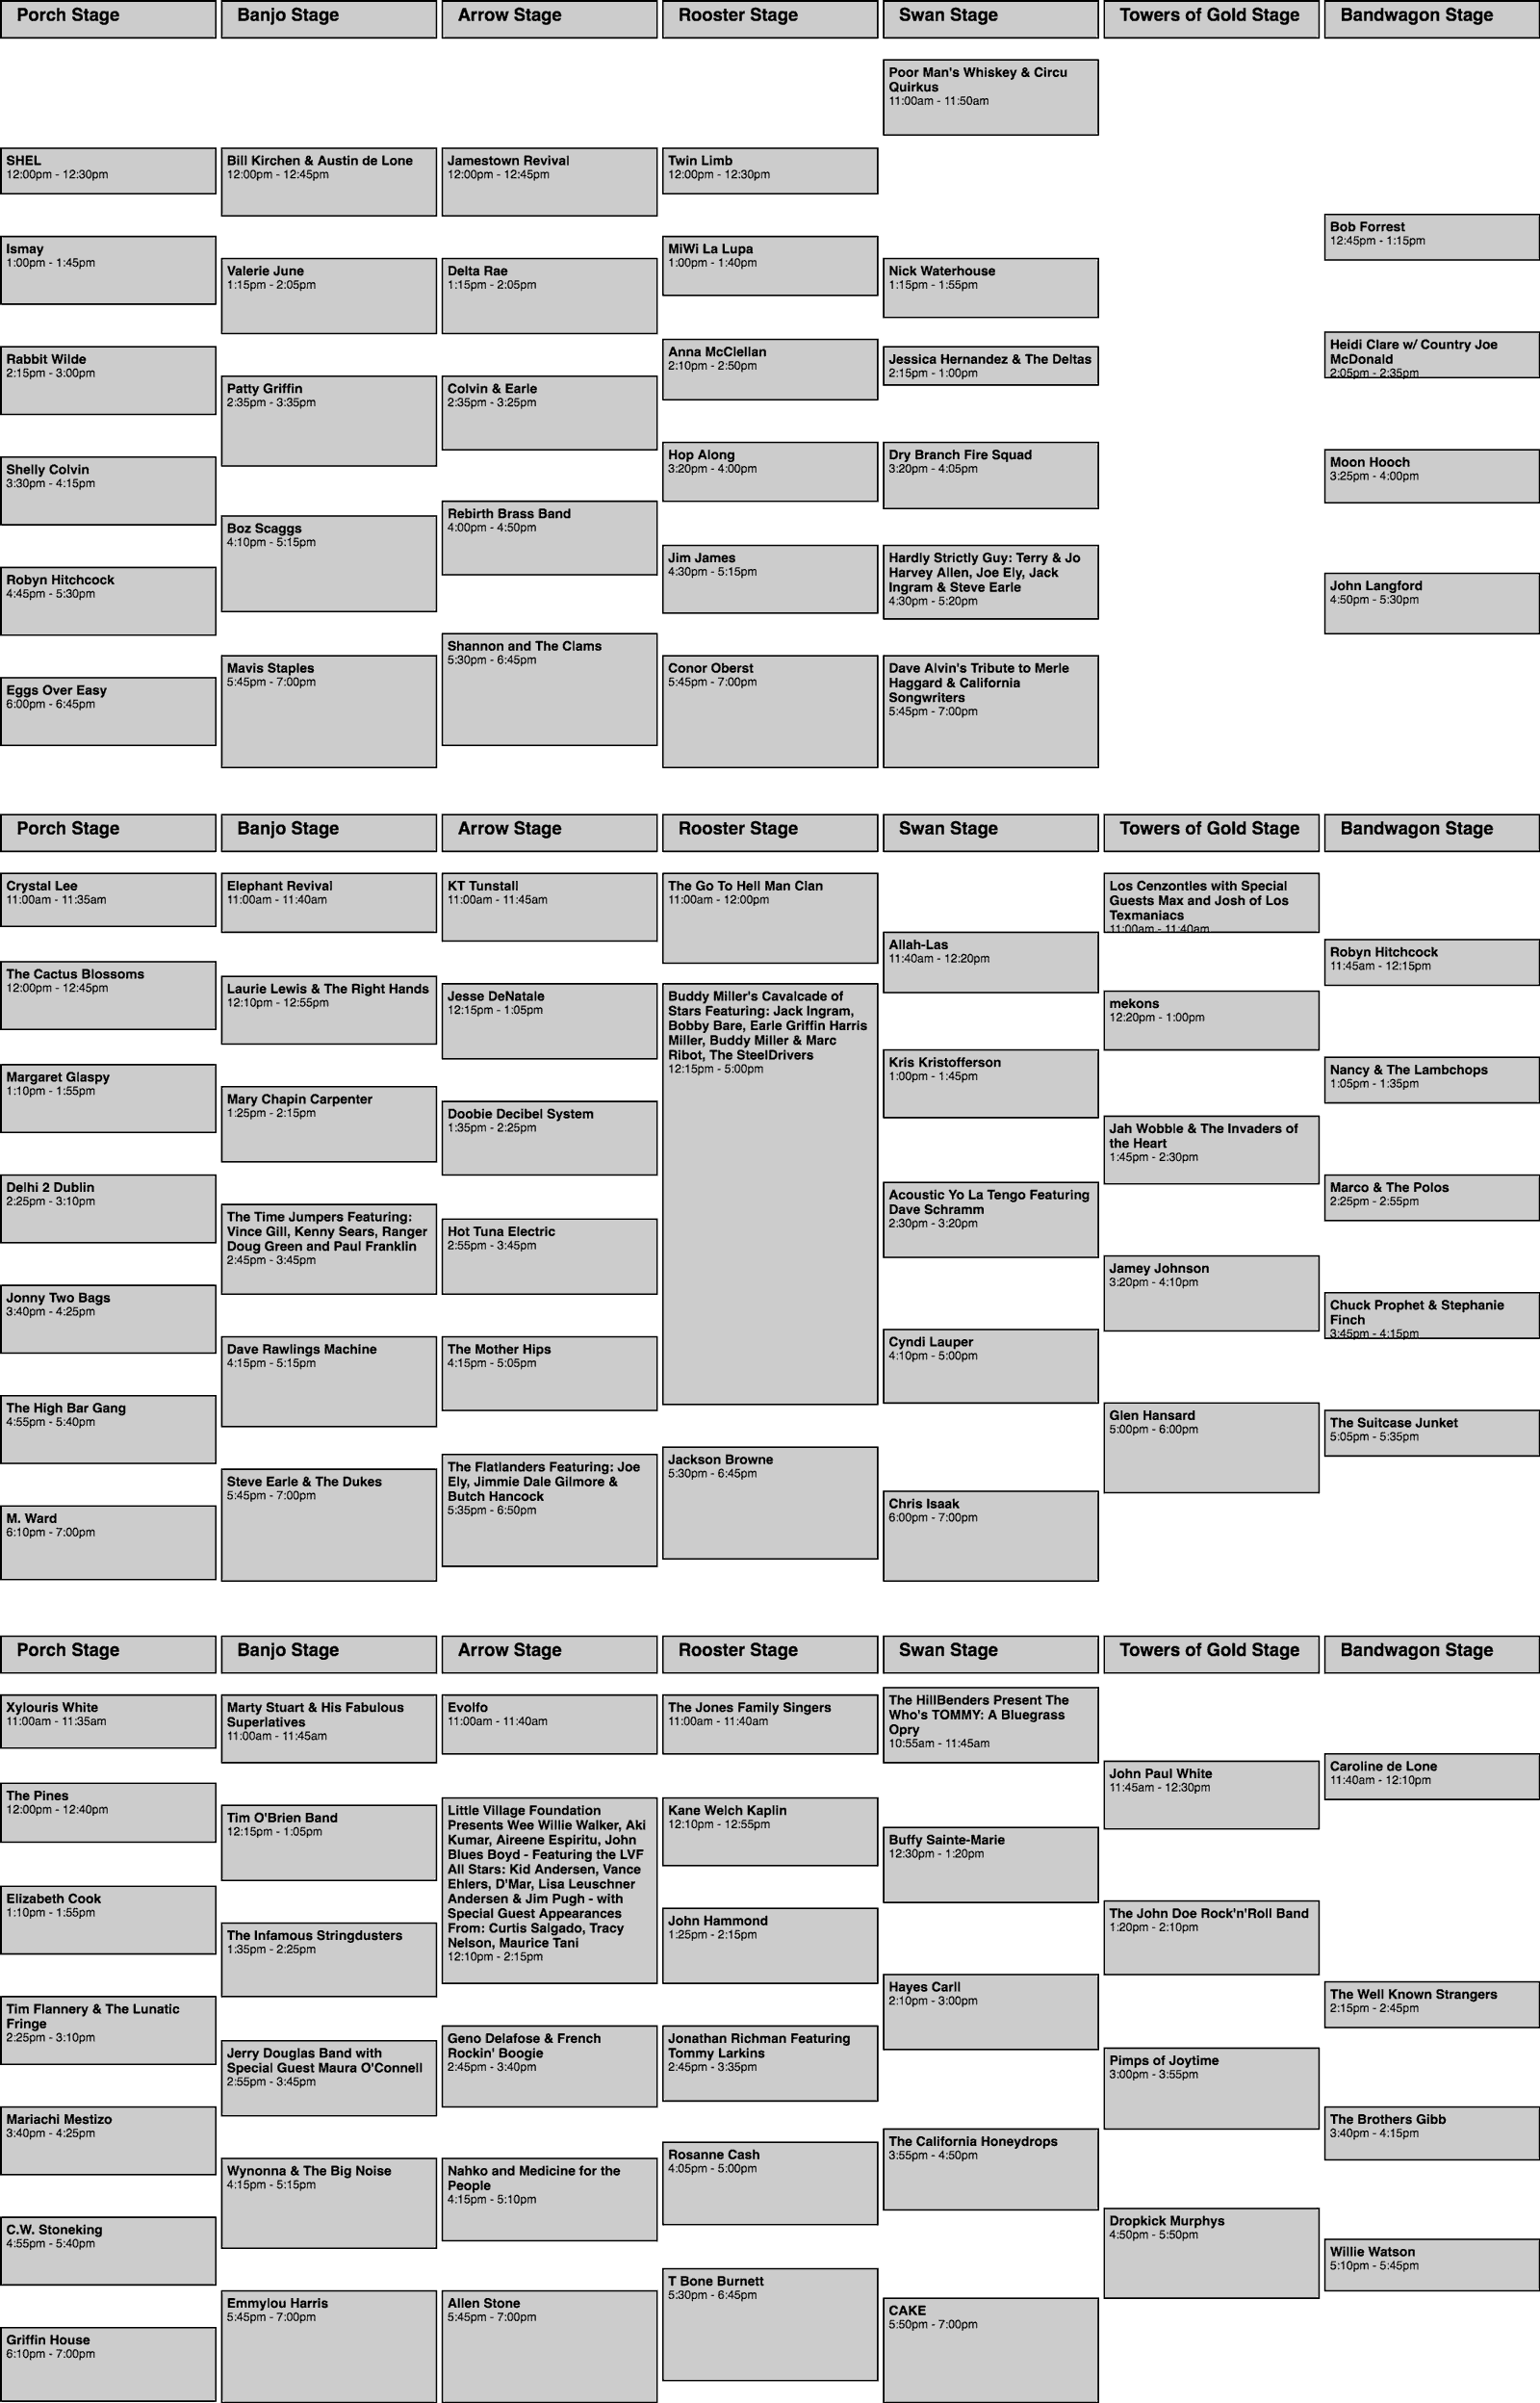 Porch Stage
Banjo Stage
Arrow Stage
Rooster Stage
Swan Stage
Towers of Gold Stage
Bandwagon Stage
SHEL
12:00pm - 12:30pm
Ismay
1:00pm - 1:45pm
Rabbit Wilde
2:15pm - 3:00pm
Shelly Colvin
3:30pm - 4:15pm
Robyn Hitchcock
4:45pm - 5:30pm
Eggs Over Easy
6:00pm - 6:45pm
Bill Kirchen & Austin de Lone
12:00pm - 12:45pm
Valerie June
1:15pm - 2:05pm
Patty Griffin
2:35pm - 3:35pm
Boz Scaggs
4:10pm - 5:15pm
Mavis Staples
5:45pm - 7:00pm
Jamestown Revival
12:00pm - 12:45pm
Delta Rae
1:15pm - 2:05pm
Colvin & Earle
2:35pm - 3:25pm
Rebirth Brass Band
4:00pm - 4:50pm
Shannon and The Clams
5:30pm - 6:45pm
Twin Limb
12:00pm - 12:30pm
MiWi La Lupa
1:00pm - 1:40pm
Anna McClellan
2:10pm - 2:50pm
Hop Along
3:20pm - 4:00pm
Jim James
4:30pm - 5:15pm
Conor Oberst
5:45pm - 7:00pm
Poor Man's Whiskey & Circu
Quirkus
11:00am - 11:50am
Nick Waterhouse
1:15pm - 1:55pm
Jessica Hernandez & The Deltas
2:15pm - 1:00pm
Dry Branch Fire Squad
3:20pm - 4:05pm
Hardly Strictly Guy: Terry & Jo
Harvey Allen, Joe Ely, Jack
Ingram & Steve Earle
4:30pm - 5:20pm
Dave Alvin's Tribute to Merle
Haggard & California
Songwriters
5:45pm - 7:00pm
Bob Forrest
12:45pm - 1:15pm
Heidi Clare w/ Country Joe
McDonald
2:05pm - 2:35pm
Moon Hooch
3:25pm - 4:00pm
John Langford
4:50pm - 5:30pm
Porch Stage
Banjo Stage
Arrow Stage
Rooster Stage
Swan Stage
Towers of Gold Stage
Bandwagon Stage
Crystal Lee
11:00am - 11:35am
The Cactus Blossoms
12:00pm - 12:45pm
Margaret Glaspy
1:10pm - 1:55pm
Delhi 2 Dublin
2:25pm - 3:10pm
Jonny Two Bags
3:40pm - 4:25pm
The High Bar Gang
4:55pm - 5:40pm
M. Ward
6:10pm - 7:00pm
Elephant Revival
11:00am - 11:40am
Laurie Lewis & The Right Hands
12:10pm - 12:55pm
Mary Chapin Carpenter
1:25pm - 2:15pm
The Time Jumpers Featuring:
Vince Gill, Kenny Sears, Ranger
Doug Green and Paul Franklin
2:45pm - 3:45pm
Dave Rawlings Machine
4:15pm - 5:15pm
Steve Earle & The Dukes
5:45pm - 7:00pm
KT Tunstall
11:00am - 11:45am
Jesse DeNatale
12:15pm - 1:05pm
Doobie Decibel System
1:35pm - 2:25pm
Hot Tuna Electric
2:55pm - 3:45pm
The Mother Hips
4:15pm - 5:05pm
The Flatlanders Featuring: Joe
Ely, Jimmie Dale Gilmore &
Butch Hancock
5:35pm - 6:50pm
The Go To Hell Man Clan
11:00am - 12:00pm
Buddy Miller's Cavalcade of
Stars Featuring: Jack Ingram,
Bobby Bare, Earle Griffin Harris
Miller, Buddy Miller & Marc
Ribot, The SteelDrivers
12:15pm - 5:00pm
Jackson Browne
5:30pm - 6:45pm
Allah-Las
11:40am - 12:20pm
Kris Kristofferson
1:00pm - 1:45pm
Acoustic Yo La Tengo Featuring
Dave Schramm
2:30pm - 3:20pm
Cyndi Lauper
4:10pm - 5:00pm
Chris Isaak
6:00pm - 7:00pm
Los Cenzontles with Special
Guests Max and Josh of Los
Texmaniacs
11:00am - 11:40am
mekons
12:20pm - 1:00pm
Jah Wobble & The Invaders of
the Heart
1:45pm - 2:30pm
Jamey Johnson
3:20pm - 4:10pm
Glen Hansard
5:00pm - 6:00pm
Robyn Hitchcock
11:45am - 12:15pm
Nancy & The Lambchops
1:05pm - 1:35pm
Marco & The Polos
2:25pm - 2:55pm
Chuck Prophet & Stephanie
Finch
3:45pm - 4:15pm
The Suitcase Junket
5:05pm - 5:35pm
Porch Stage
Banjo Stage
Arrow Stage
Rooster Stage
Swan Stage
Towers of Gold Stage
Bandwagon Stage
Xylouris White
11:00am - 11:35am
The Pines
12:00pm - 12:40pm
Elizabeth Cook
1:10pm - 1:55pm
Tim Flannery & The Lunatic
Fringe
2:25pm - 3:10pm
Mariachi Mestizo
3:40pm - 4:25pm
C.W. Stoneking
4:55pm - 5:40pm
Griffin House
6:10pm - 7:00pm
Marty Stuart & His Fabulous
Superlatives
11:00am - 11:45am
Tim O'Brien Band
12:15pm - 1:05pm
The Infamous Stringdusters
1:35pm - 2:25pm
Jerry Douglas Band with
Special Guest Maura O'Connell
2:55pm - 3:45pm
Wynonna & The Big Noise
4:15pm - 5:15pm
Emmylou Harris
5:45pm - 7:00pm
Evolfo
11:00am - 11:40am
Little Village Foundation
Presents Wee Willie Walker, Aki
Kumar, Aireene Espiritu, John
Blues Boyd - Featuring the LVF
All Stars: Kid Andersen, Vance
Ehlers, D'Mar, Lisa Leuschner
Andersen & Jim Pugh - with
Special Guest Appearances
From: Curtis Salgado, Tracy
Nelson, Maurice Tani
12:10pm - 2:15pm
Geno Delafose & French
Rockin' Boogie
2:45pm - 3:40pm
Nahko and Medicine for the
People
4:15pm - 5:10pm
Allen Stone
5:45pm - 7:00pm
The Jones Family Singers
11:00am - 11:40am
Kane Welch Kaplin
12:10pm - 12:55pm
John Hammond
1:25pm - 2:15pm
Jonathan Richman Featuring
Tommy Larkins
2:45pm - 3:35pm
Rosanne Cash
4:05pm - 5:00pm
T Bone Burnett
5:30pm - 6:45pm
The HillBenders Present The
Who's TOMMY: A Bluegrass
Opry
10:55am - 11:45am
Buffy Sainte-Marie
12:30pm - 1:20pm
Hayes Carll
2:10pm - 3:00pm
The California Honeydrops
3:55pm - 4:50pm
CAKE
5:50pm - 7:00pm
John Paul White
11:45am - 12:30pm
The John Doe Rock'n'Roll Band
1:20pm - 2:10pm
Pimps of Joytime
3:00pm - 3:55pm
Dropkick Murphys
4:50pm - 5:50pm
Caroline de Lone
11:40am - 12:10pm
The Well Known Strangers
2:15pm - 2:45pm
The Brothers Gibb
3:40pm - 4:15pm
Willie Watson
5:10pm - 5:45pm